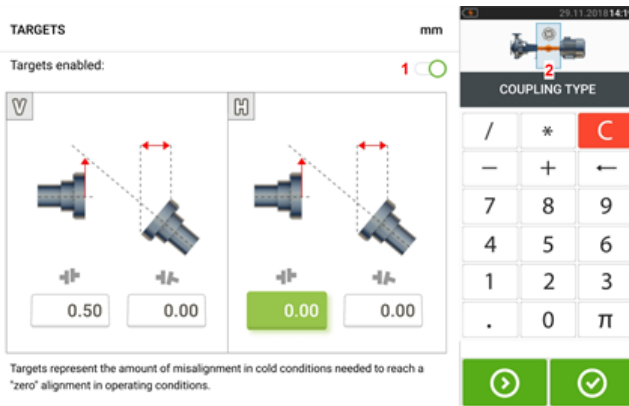 TARGETS
mm
29.11.2018 14:19
Targets enabled:
1
2
COUPLING TYPE
V
H
/ * C
− + ←
7 8 9
4 5 6
1 2 3
. 0 π
0.50 0.00 0.00 0.00
Targets represent the amount of misalignment in cold conditions needed to reach a
"zero" alignment in operating conditions.